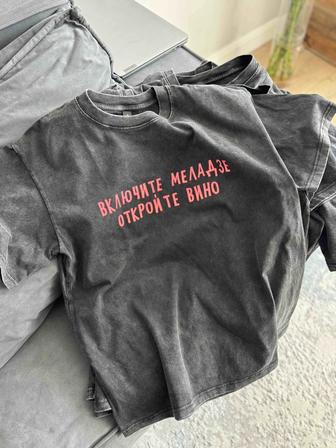 ВКЛЮЧИТЕ МЕЛАДЗЕ
ОТКРОЙТЕ ВИНО